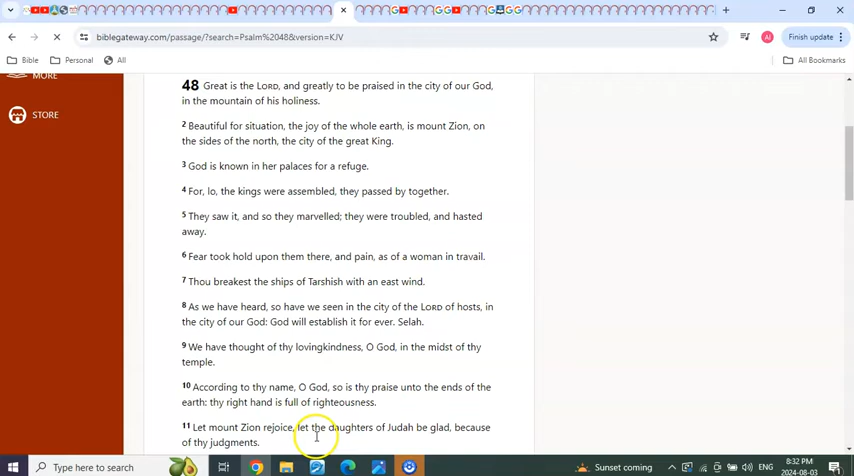 biblegateway.com/passage/?search=Psalm%2048&version=KJV
AI
Finish update
Bible
Personal
All
All Bookmarks
MORE
STORE
48 Great is the LORD, and greatly to be praised in the city of our God,
in the mountain of his holiness.
2 Beautiful for situation, the joy of the whole earth, is mount Zion, on
the sides of the north, the city of the great King.
3 God is known in her palaces for a refuge.
4 For, lo, the kings were assembled, they passed by together.
5 They saw it, and so they marvelled; they were troubled, and hasted
away.
6 Fear took hold upon them there, and pain, as of a woman in travail.
7 Thou breakest the ships of Tarshish with an east wind.
8 As we have heard, so have we seen in the city of the LORD of hosts, in
the city of our God: God will establish it for ever. Selah.
9 We have thought of thy lovingkindness, O God, in the midst of thy
temple.
10 According to thy name, O God, so is thy praise unto the ends of the
earth: thy right hand is full of righteousness.
11 Let mount Zion rejoice, let the daughters of Judah be glad, because
of thy judgments.
Type here to search
Sunset coming
8:32 PM
2024-08-03